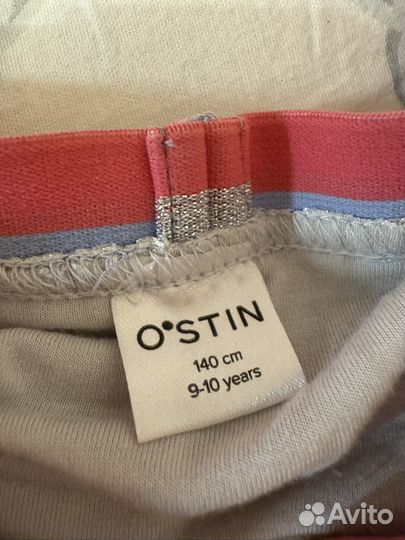 O'STIN
140 cm
9-10 years
Avito